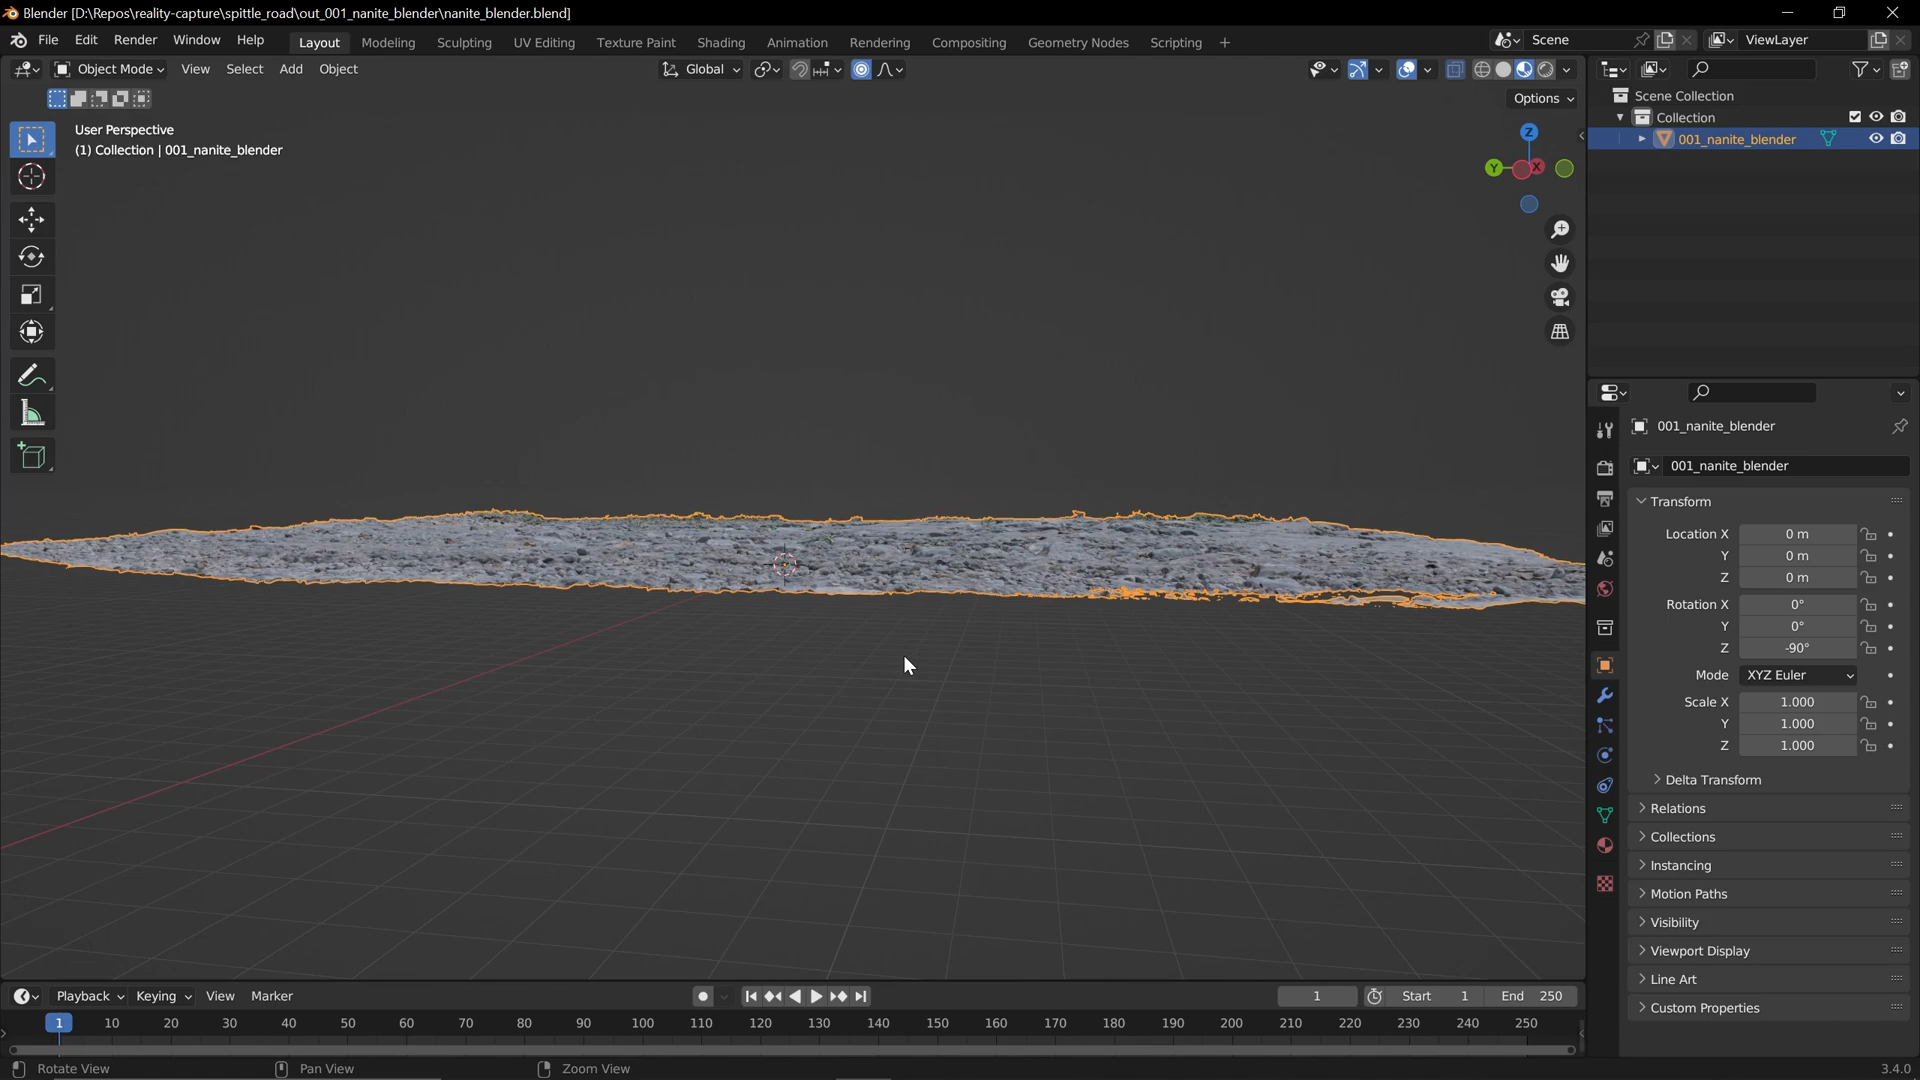 Blender [D:\Repos\reality-capture\spittle_road\out_001_nanite_blender\nanite_blender.blend]
File Edit Render Window Help Layout Modeling Sculpting UV Editing Texture Paint Shading Animation Rendering Compositing Geometry Nodes Scripting + Scene ViewLayer
Object Mode View Select Add Object Global
Options
User Perspective
(1) Collection | 001_nanite_blender
Z
Y X
Scene Collection
Collection
001_nanite_blender
001_nanite_blender
001_nanite_blender
Transform
Location X 0 m
Y 0 m
Z 0 m
Rotation X 0°
Y 0°
Z -90°
Mode XYZ Euler
Scale X 1.000
Y 1.000
Z 1.000
Delta Transform
Relations
Collections
Instancing
Motion Paths
Visibility
Viewport Display
Line Art
Custom Properties
Playback Keying View Marker 1 Start 1 End 250
1 10 20 30 40 50 60 70 80 90 100 110 120 130 140 150 160 170 180 190 200 210 220 230 240 250
Rotate View Pan View Zoom View 3.4.0